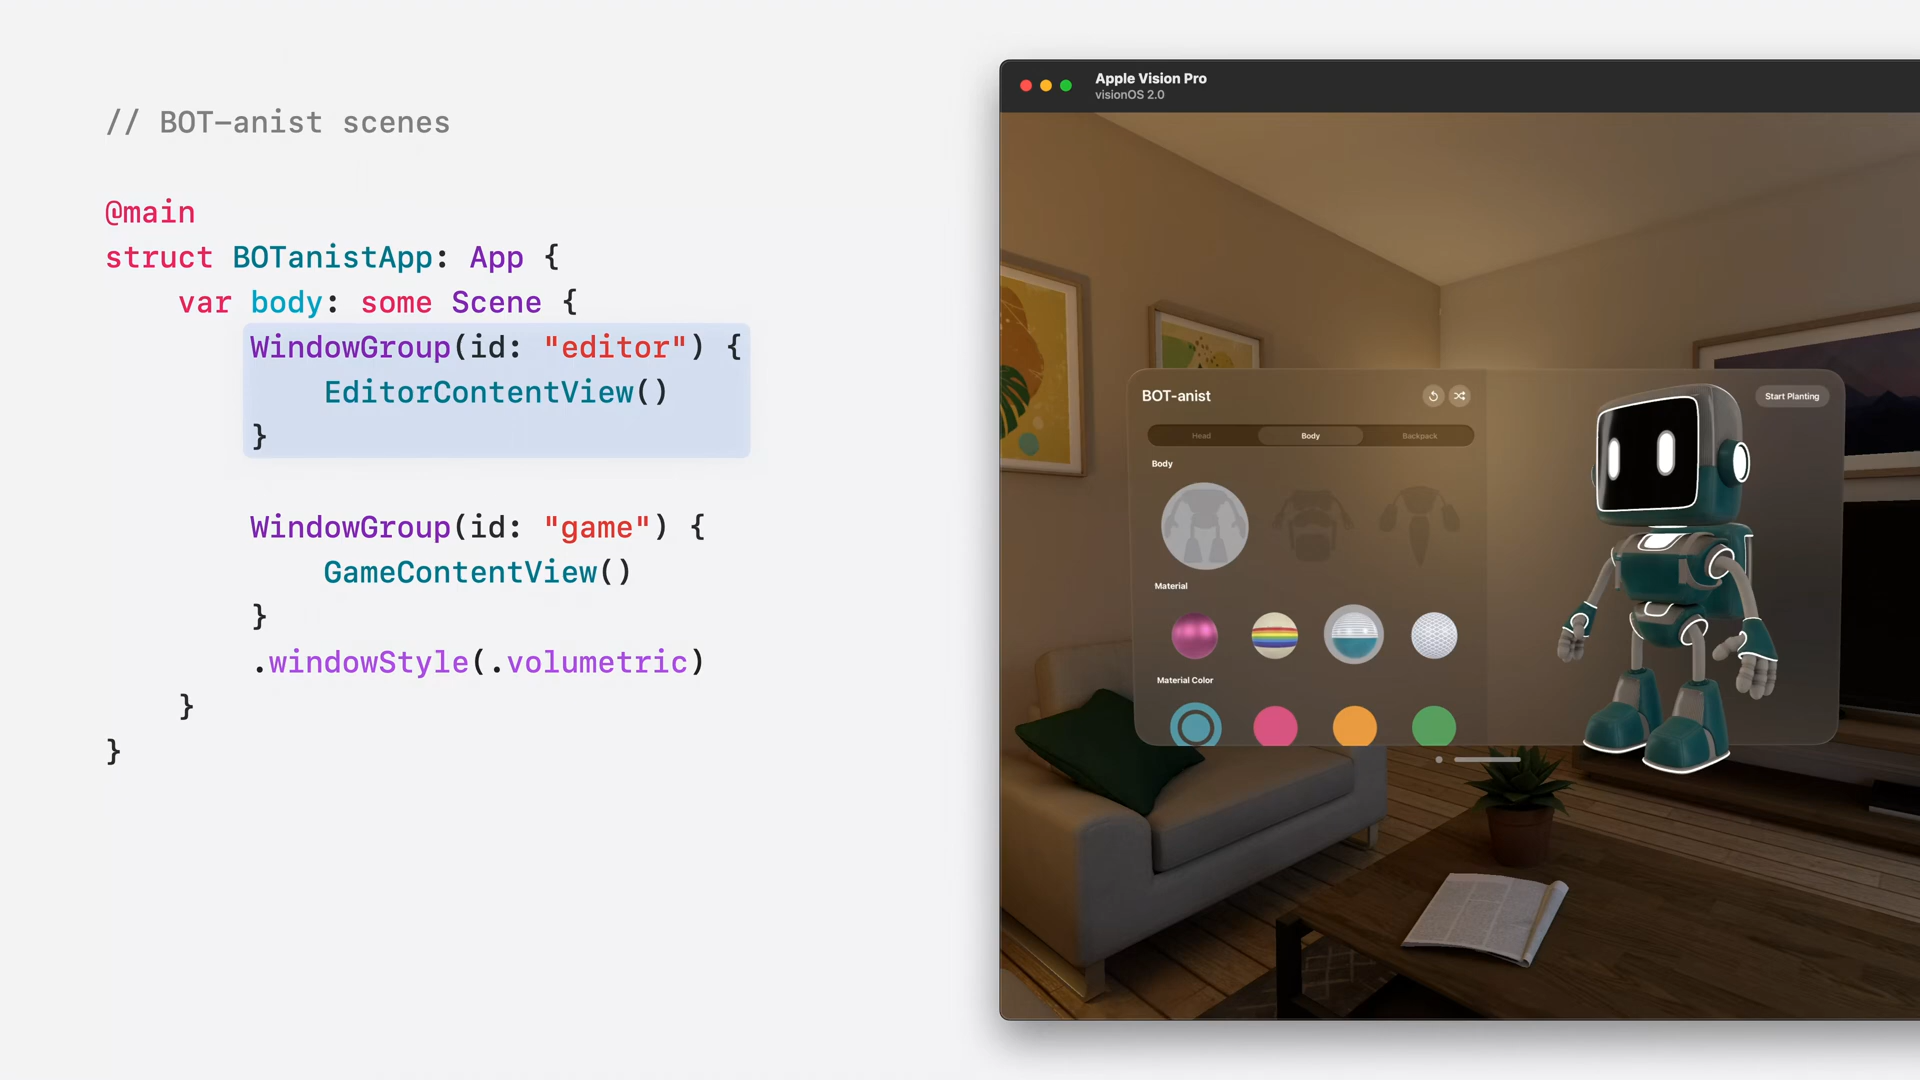 // BOT-anist scenes
@main
struct BOTanistApp: App {
var body: some Scene {
WindowGroup(id: "editor") {
EditorContentView()
}
WindowGroup(id: "game") {
GameContentView()
}
.windowStyle(.volumetric)
}
}
Apple Vision Pro
visionOS 2.0
BOT-anist
Start Planting
Head Body Backpack
Body
Material
Material Color